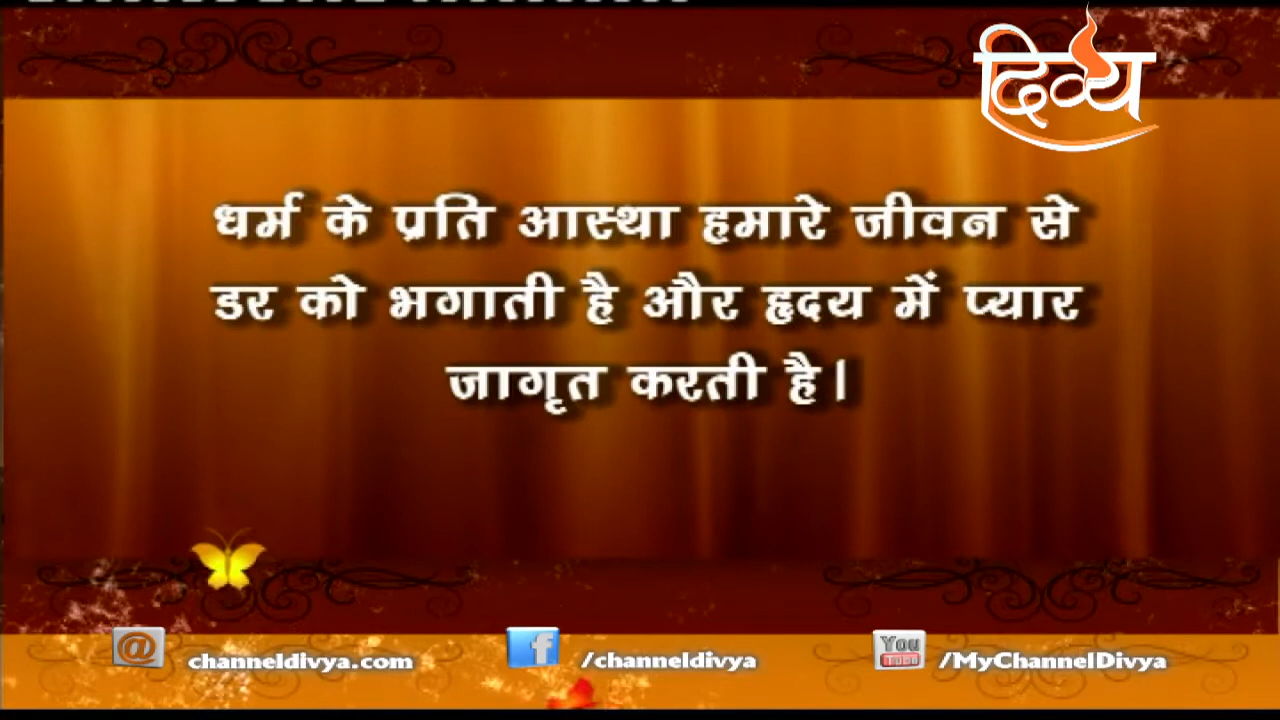 दिव्य
धर्म के प्रति आस्था हमारे जीवन से
डर को भगाती है और हृदय में प्यार
जागृत करती है।
@ channeldivya.com
f /channeldivya
You Tube /MyChannelDivya